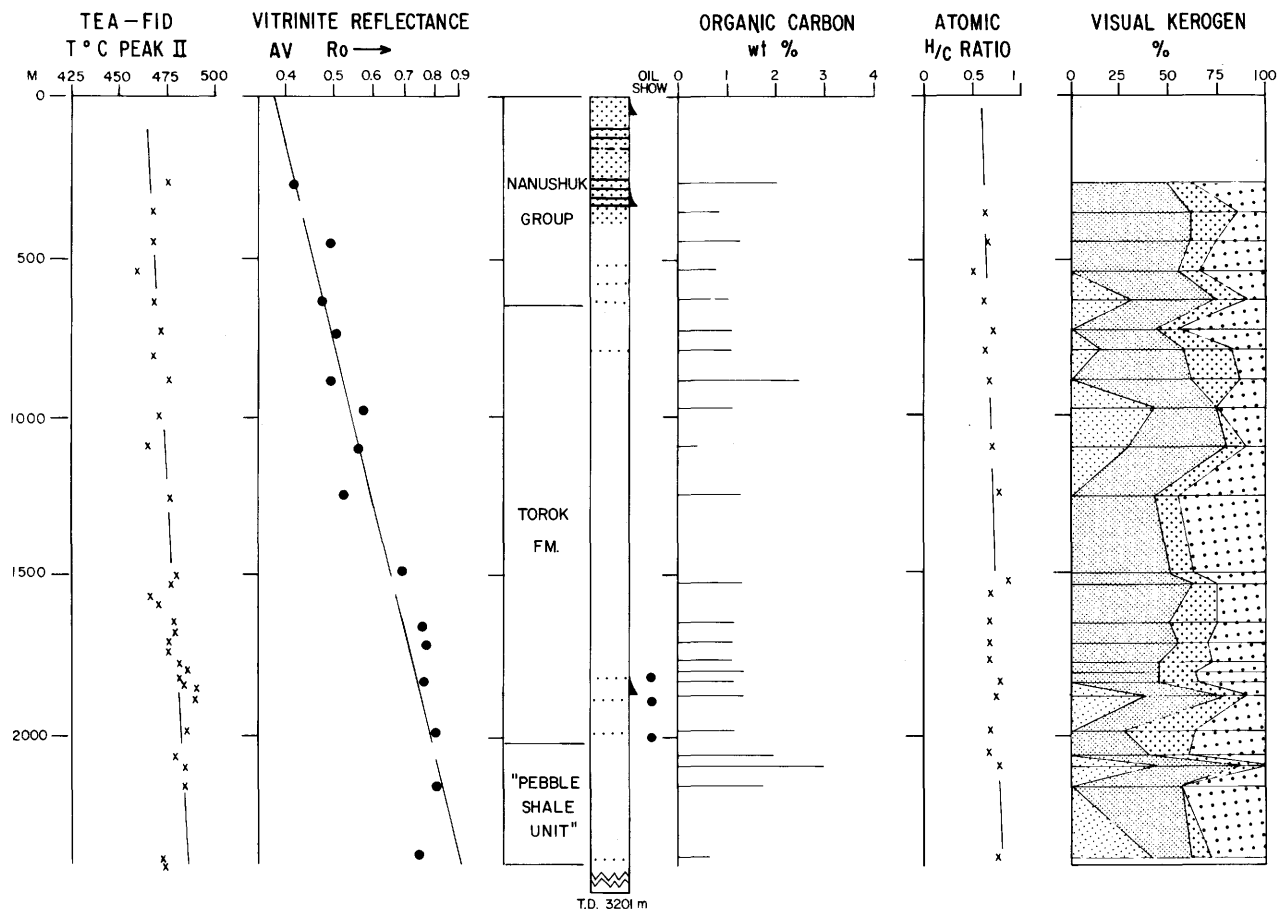 TEA-FID
T°C PEAK II
M 425 450 475 500
VITRINITE REFLECTANCE
AV Ro →
0.4 0.5 0.6 0.7 0.8 0.9
OIL
SHOW
ORGANIC CARBON
wt %
0 1 2 3 4
ATOMIC
H/C RATIO
0 0.5 1
VISUAL KEROGEN
%
0 25 50 75 100
0
500
1000
1500
2000
NANUSHUK
GROUP
TOROK
FM.
"PEBBLE
SHALE
UNIT"
T.D. 3201 m